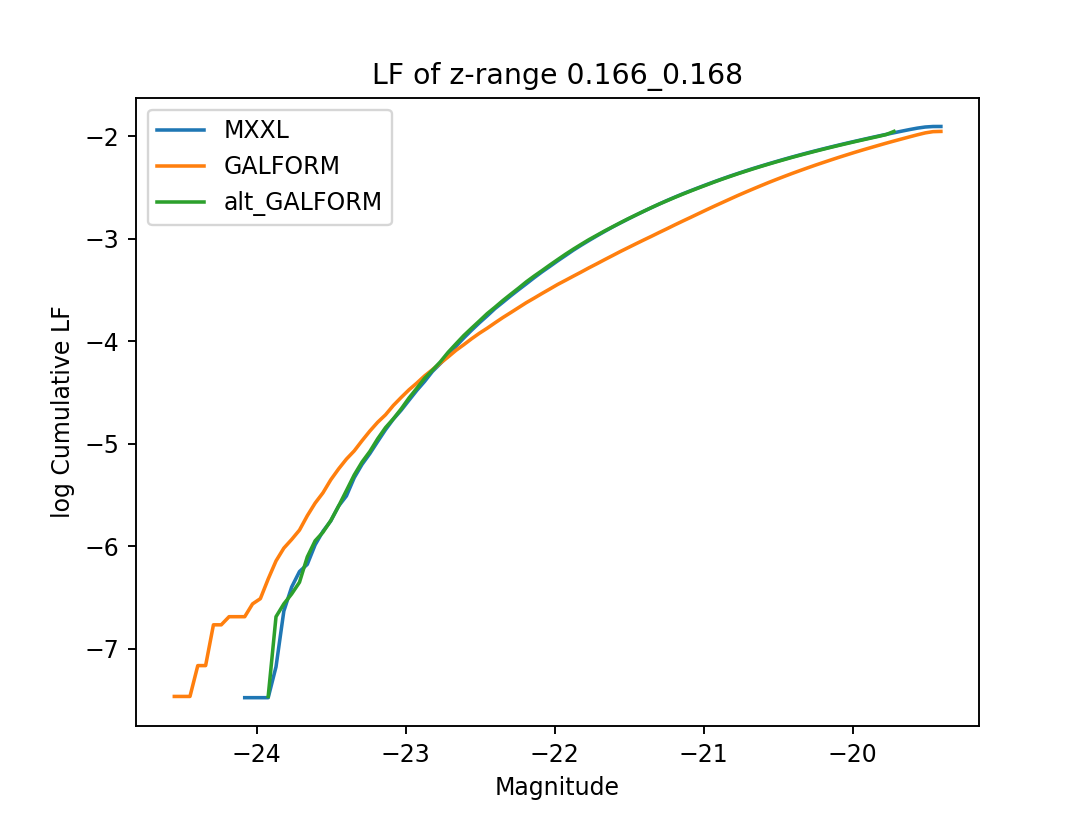 LF of z-range 0.166_0.168
MXXL
GALFORM
alt_GALFORM
log Cumulative LF
−2
−3
−4
−5
−6
−7
−24
−23
−22
−21
−20
Magnitude